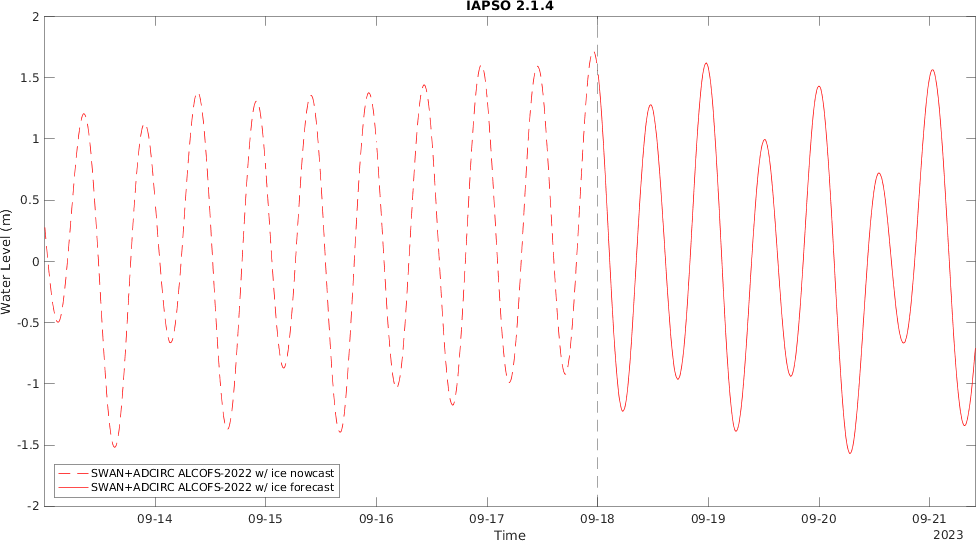 IAPSO 2.1.4
Water Level (m)
2
1.5
1
0.5
0
-0.5
-1
-1.5
-2
SWAN+ADCIRC ALCOFS-2022 w/ ice nowcast
SWAN+ADCIRC ALCOFS-2022 w/ ice forecast
09-14 09-15 09-16 09-17 09-18 09-19 09-20 09-21
Time
2023